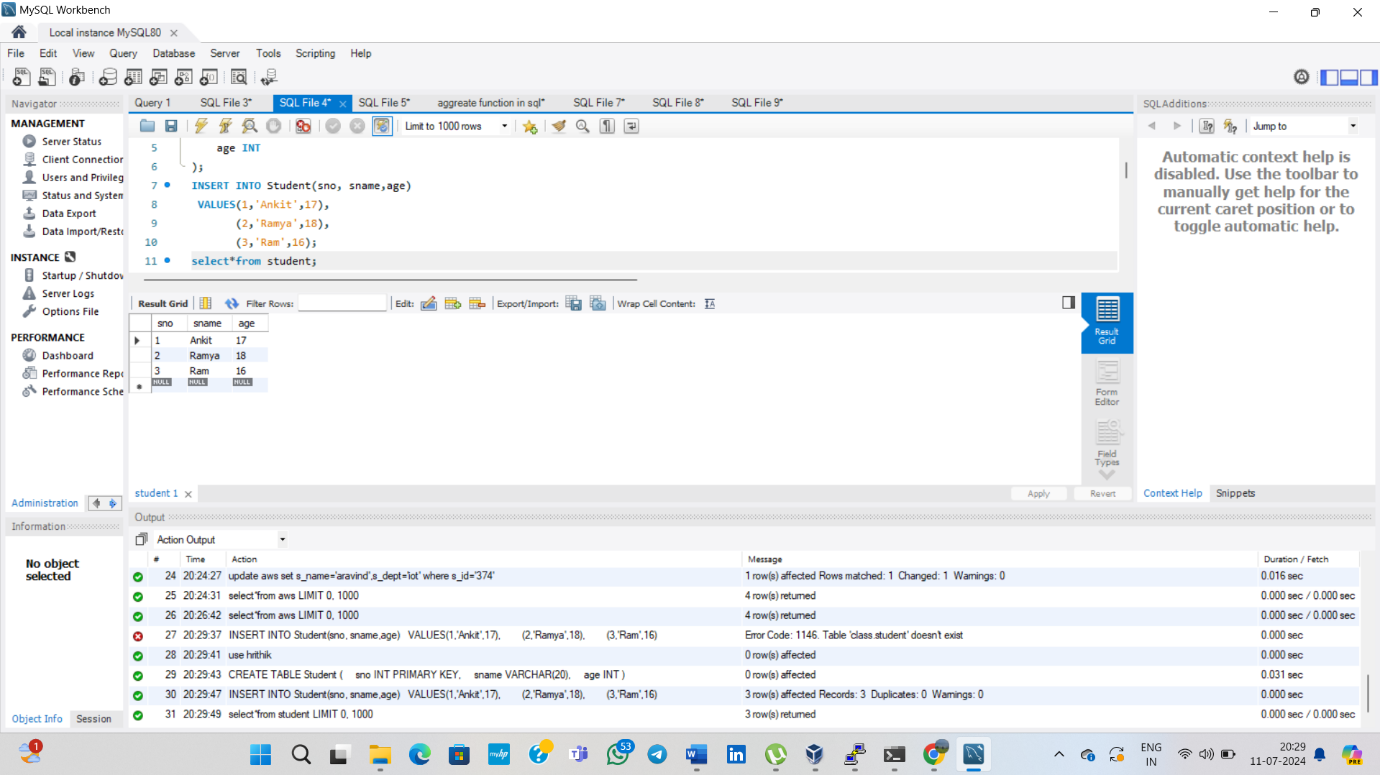 MySQL Workbench
Local instance MySQL80
File Edit View Query Database Server Tools Scripting Help
Navigator
MANAGEMENT
Server Status
Client Connection
Users and Privileg
Status and System
Data Export
Data Import/Resto
INSTANCE
Startup / Shutdov
Server Logs
Options File
PERFORMANCE
Dashboard
Performance Repo
Performance Sche
Administration
Information
No object
selected
Object Info Session
Query 1 SQL File 3* SQL File 4* SQL File 5* aggreate function in sql* SQL File 7* SQL File 8* SQL File 9*
Limit to 1000 rows
5 age INT
6 );
7 INSERT INTO Student(sno, sname,age)
8 VALUES(1,'Ankit',17),
9 (2,'Ramya',18),
10 (3,'Ram',16);
11 select*from student;
Result Grid Filter Rows: Edit: Export/Import: Wrap Cell Content:
sno sname age
1 Ankit 17
2 Ramya 18
3 Ram 16
NULL NULL NULL
Result
Grid
Form
Editor
Field
Types
student 1
Apply Revert
SQLAdditions
Jump to
Automatic context help is
disabled. Use the toolbar to
manually get help for the
current caret position or to
toggle automatic help.
Context Help Snippets
Output
Action Output
# Time Action Message Duration / Fetch
24 20:24:27 update aws set s_name='aravind',s_dept='iot' where s_id='374' 1 row(s) affected Rows matched: 1 Changed: 1 Warnings: 0 0.016 sec
25 20:24:31 select*from aws LIMIT 0, 1000 4 row(s) returned 0.000 sec / 0.000 sec
26 20:26:42 select*from aws LIMIT 0, 1000 4 row(s) returned 0.000 sec / 0.000 sec
27 20:29:37 INSERT INTO Student(sno, sname,age) VALUES(1,'Ankit',17), (2,'Ramya',18), (3,'Ram',16) Error Code: 1146. Table 'class.student' doesn't exist 0.000 sec
28 20:29:41 use hrithik 0 row(s) affected 0.000 sec
29 20:29:43 CREATE TABLE Student ( sno INT PRIMARY KEY, sname VARCHAR(20), age INT ) 0 row(s) affected 0.031 sec
30 20:29:47 INSERT INTO Student(sno, sname,age) VALUES(1,'Ankit',17), (2,'Ramya',18), (3,'Ram',16) 3 row(s) affected Records: 3 Duplicates: 0 Warnings: 0 0.000 sec
31 20:29:49 select*from student LIMIT 0, 1000 3 row(s) returned 0.000 sec / 0.000 sec
1
53
ENG
IN
20:29
11-07-2024